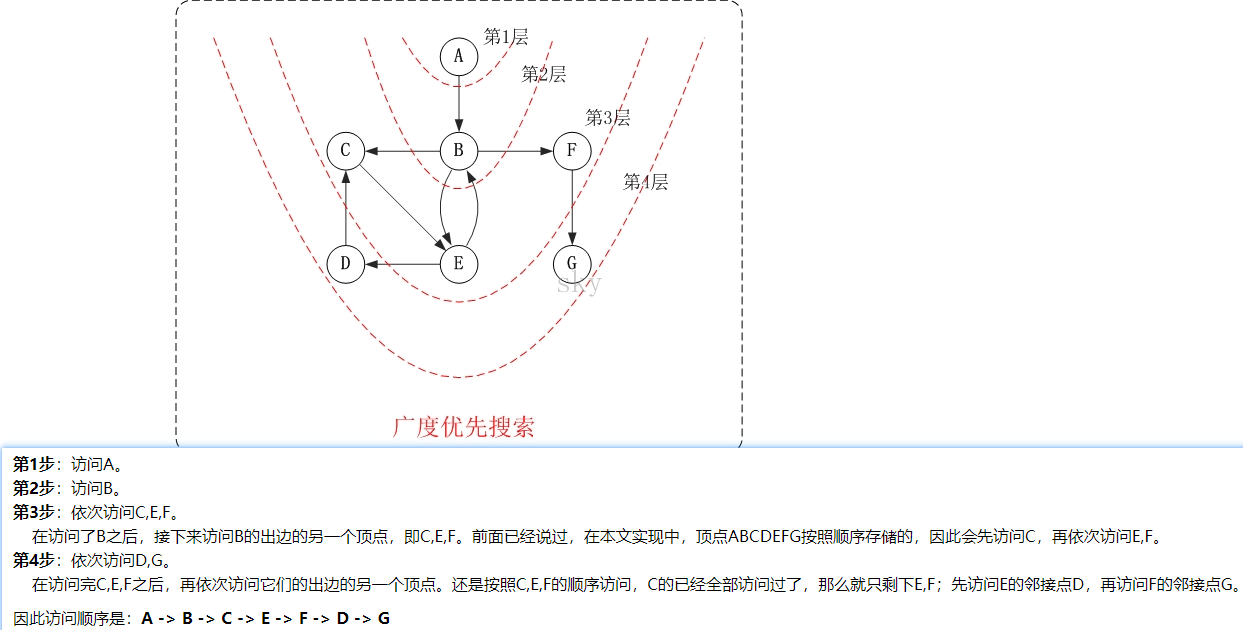 A
第1层
第2层
第3层
C
B
F
第4层
D
E
G
sky
广度优先搜索
第1步：访问A。
第2步：访问B。
第3步：依次访问C,E,F。
在访问了B之后，接下来访问B的出边的另一个顶点，即C,E,F。前面已经说过，在本文实现中，顶点ABCDEFG按照顺序存储的，因此会先访问C，再依次访问E,F。
第4步：依次访问D,G。
在访问完C,E,F之后，再依次访问它们的出边的另一个顶点。还是按照C,E,F的顺序访问，C的已经全部访问过了，那么就只剩下E,F；先访问E的邻接点D，再访问F的邻接点G。
因此访问顺序是：A -> B -> C -> E -> F -> D -> G